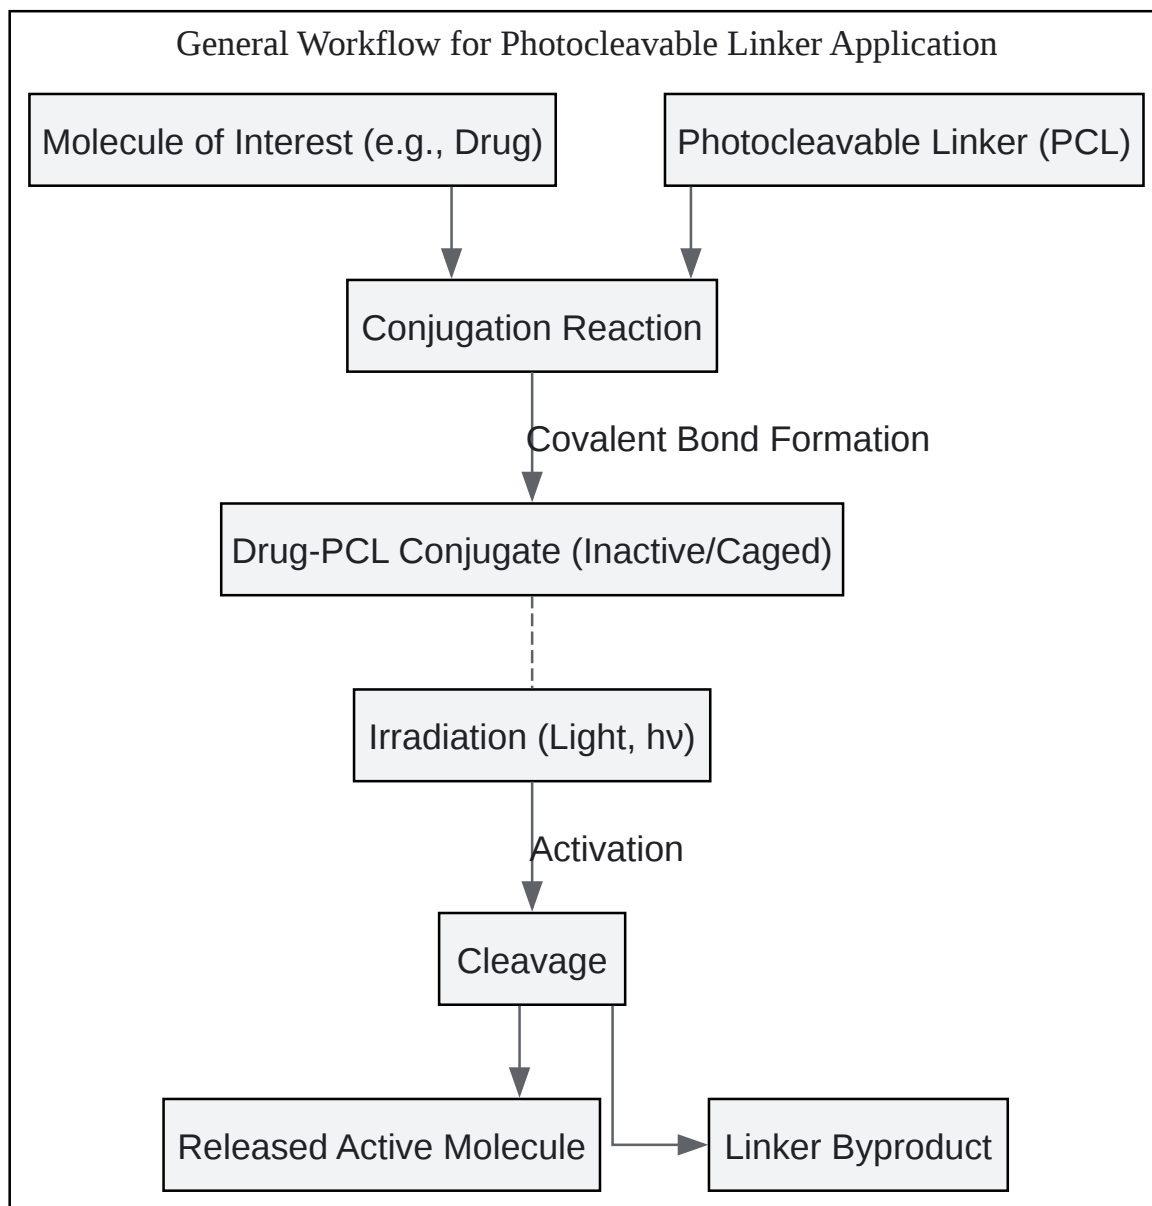 General Workflow for Photocleavable Linker Application
Molecule of Interest (e.g., Drug)
Photocleavable Linker (PCL)
Conjugation Reaction
Covalent Bond Formation
Drug-PCL Conjugate (Inactive/Caged)
Irradiation (Light, hν)
Activation
Cleavage
Released Active Molecule
Linker Byproduct